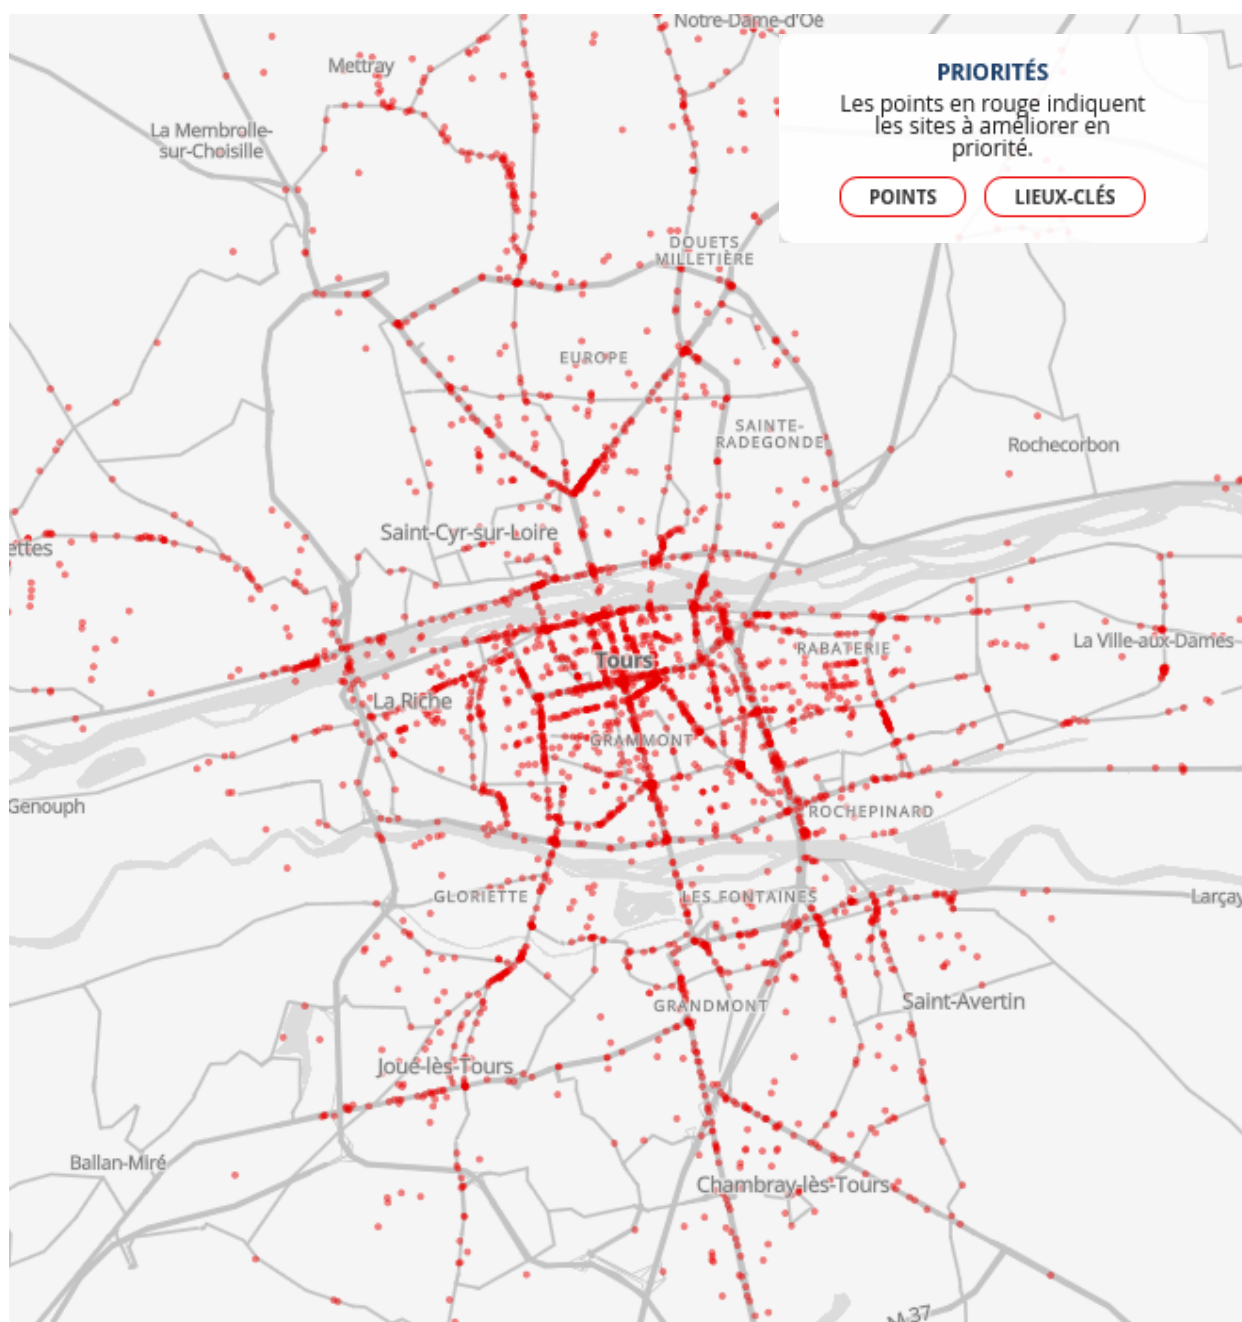 Notre-Dame-d'Oé
PRIORITÉS
Les points en rouge indiquent
les sites à améliorer en
priorité.
POINTS
LIEUX-CLÉS
Mettray
La Membrolle-
sur-Choisille
DOUETS
MILLETIÈRE
EUROPE
SAINTE-
RADEGONDE
Rochecorbon
Saint-Cyr-sur-Loire
ettes
Tours
RABATERIE
La Ville-aux-Dames
La Riche
GRAMMONT
Genouph
ROCHEPINARD
GLORIETTE
LES FONTAINES
Larçay
GRANDMONT
Saint-Avertin
Joué-lès-Tours
Ballan-Miré
Chambray-lès-Tours
M-37